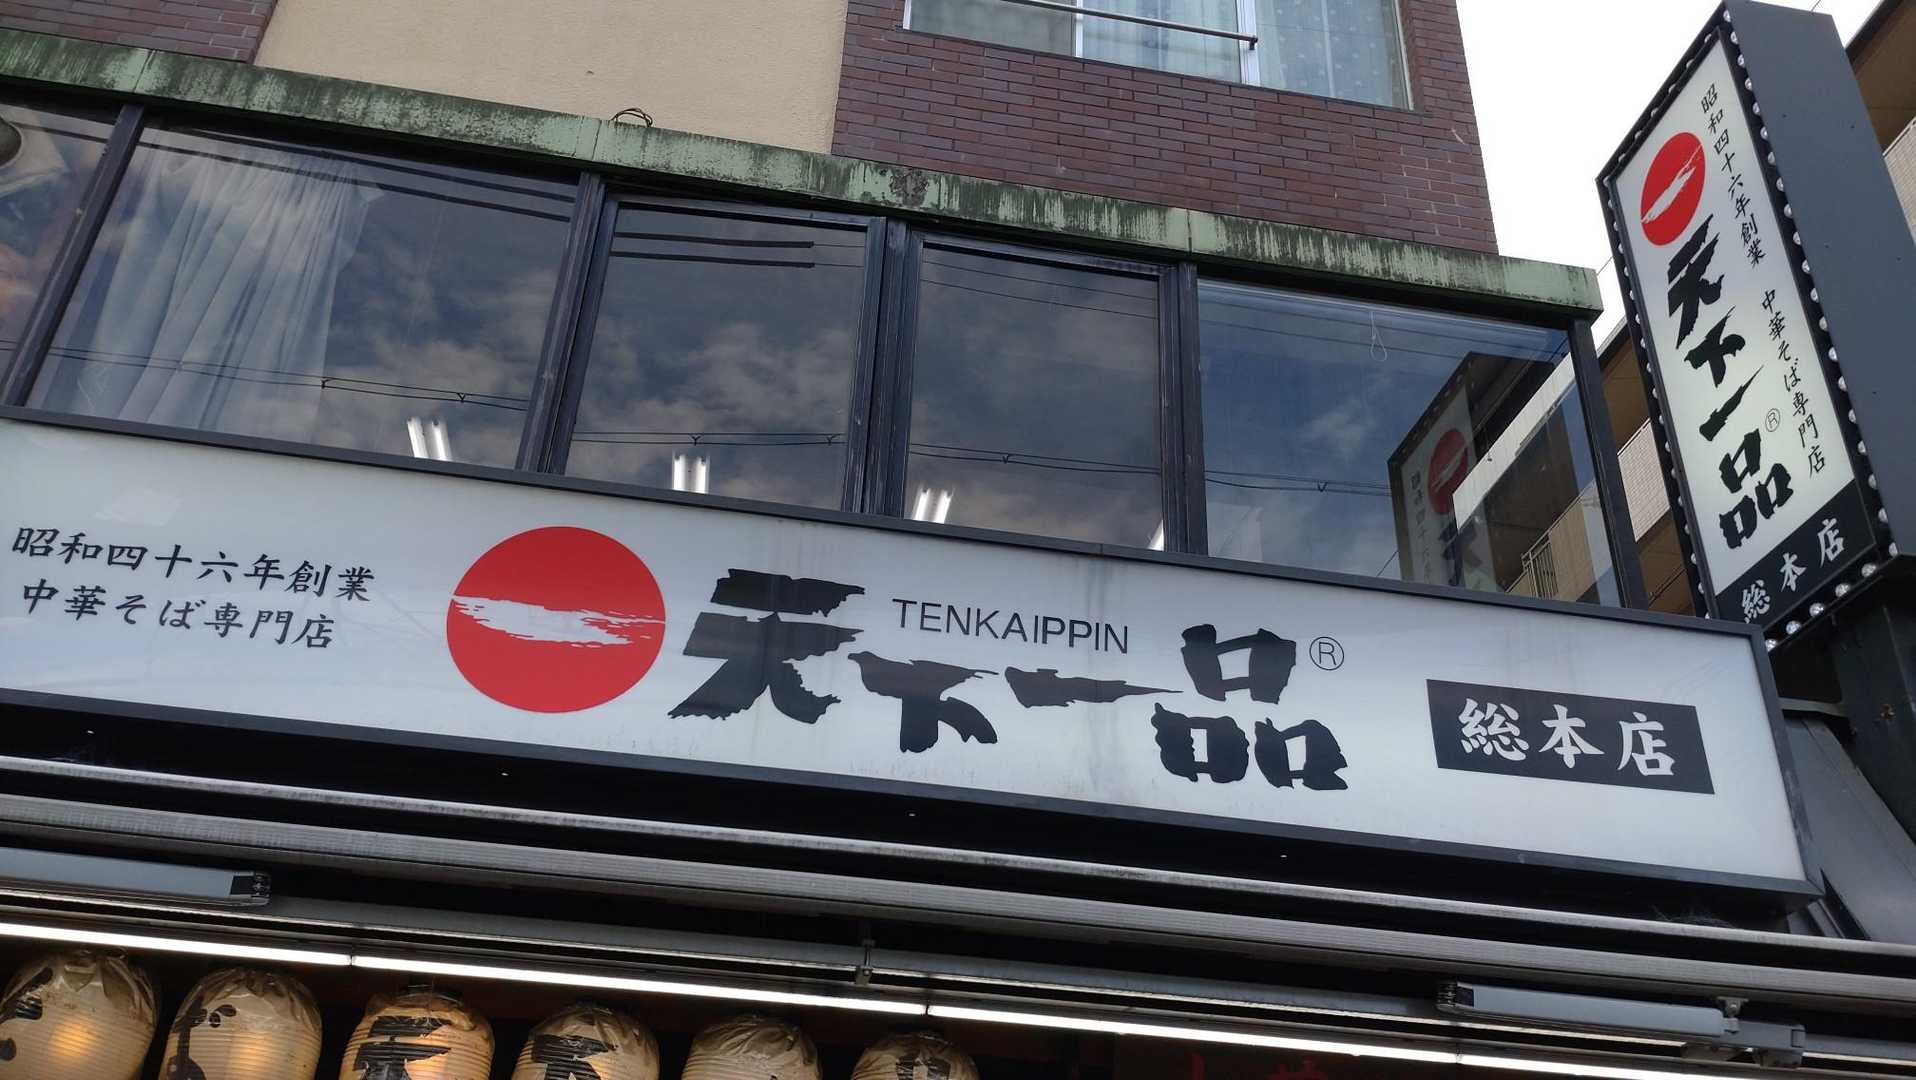 昭和四十六年創業
中華そば専門店
TENKAIPPIN
天下一品®
総本店
昭和四十六年創業 中華そば専門店
天下一品®
総本店